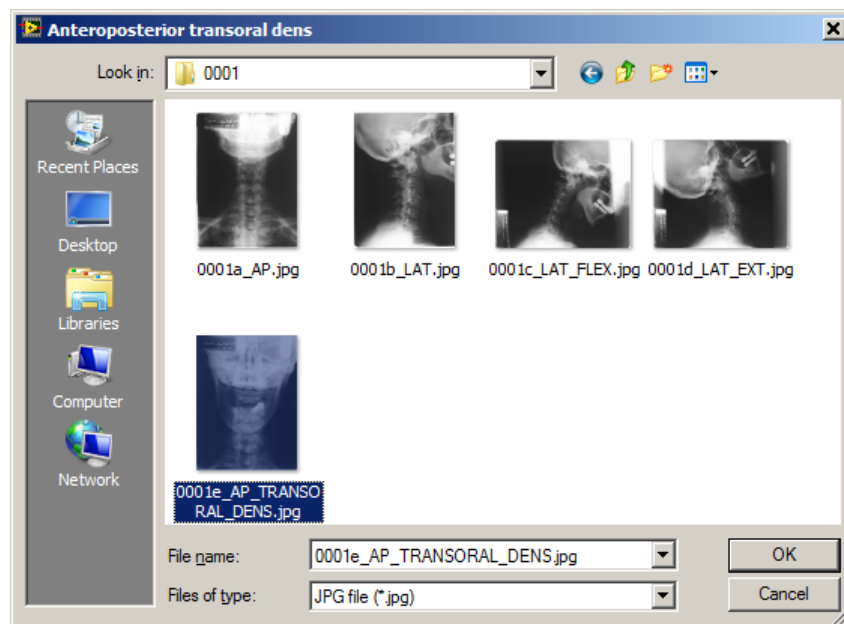 Anteroposterior transoral dens
Look in:
0001
Recent Places
Desktop
Libraries
Computer
Network
0001a_AP.jpg
0001b_LAT.jpg
0001c_LAT_FLEX.jpg
0001d_LAT_EXT.jpg
0001e_AP_TRANSO
RAL_DENS.jpg
File name:
0001e_AP_TRANSORAL_DENS.jpg
OK
Files of type:
JPG file (*.jpg)
Cancel